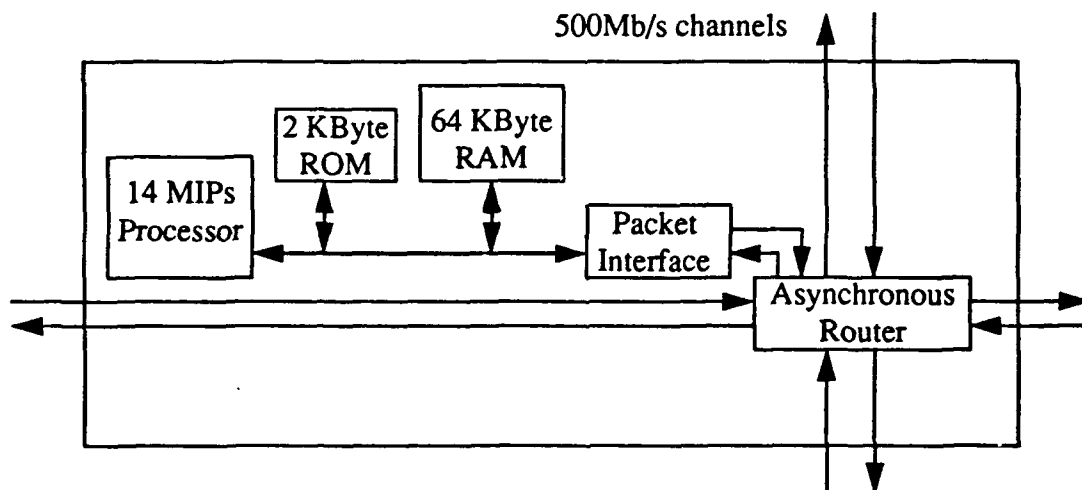 500Mb/s channels
2 KByte
ROM
64 KByte
RAM
14 MIPs
Processor
Packet
Interface
Asynchronous
Router